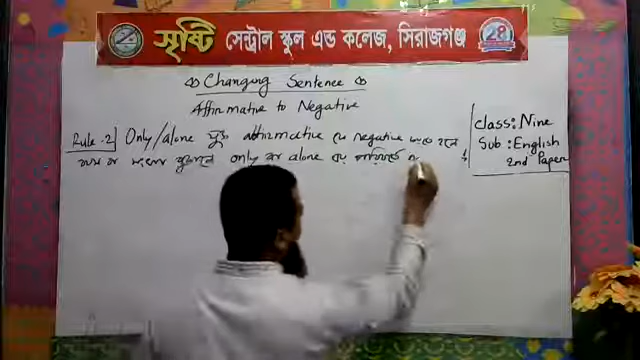 সৃষ্টি সেন্ট্রাল স্কুল এন্ড কলেজ, সিরাজগঞ্জ
28
Changing Sentence
Affirmative to Negative
Rule-2 Only/alone যুক্ত affirmative কে negative করতে হলে
only বা alone এর পরিবর্তে
Class: Nine
Sub: English
2nd Paper